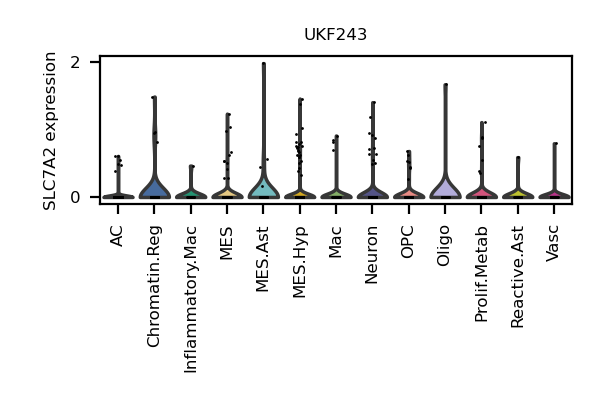 UKF243
SLC7A2 expression
2
0
AC
Chromatin.Reg
Inflammatory.Mac
MES
MES.Ast
MES.Hyp
Mac
Neuron
OPC
Oligo
Prolif.Metab
Reactive.Ast
Vasc